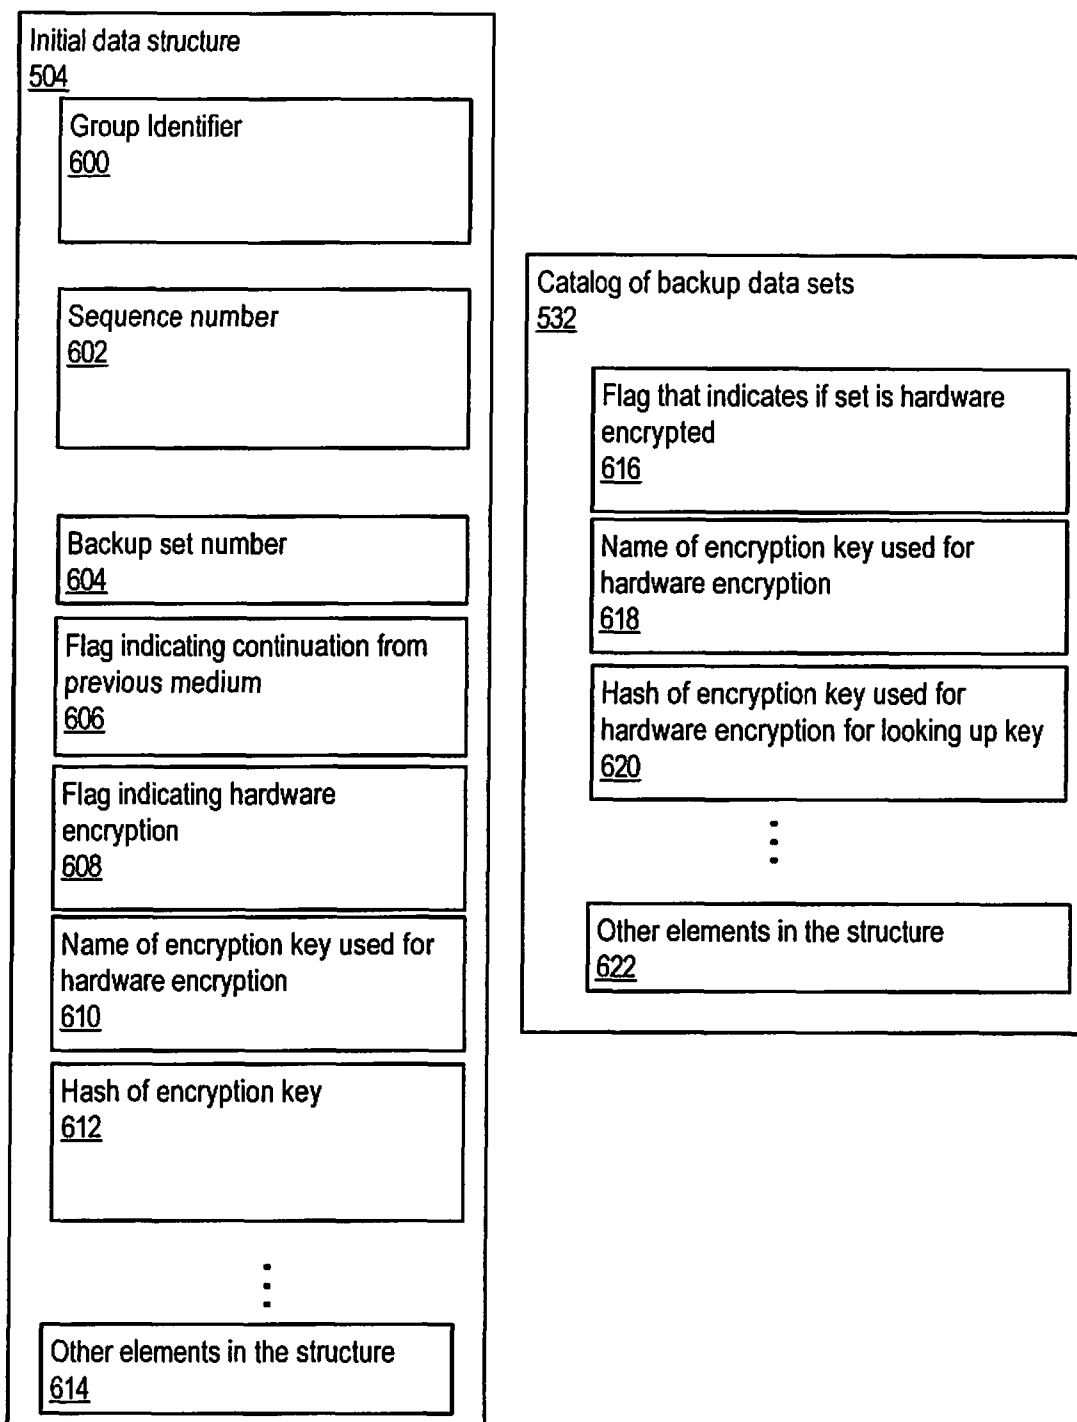 Initial data structure
504
Group Identifier
600
Sequence number
602
Backup set number
604
Flag indicating continuation from
previous medium
606
Flag indicating hardware
encryption
608
Name of encryption key used for
hardware encryption
610
Hash of encryption key
612
Other elements in the structure
614
Catalog of backup data sets
532
Flag that indicates if set is hardware
encrypted
616
Name of encryption key used for
hardware encryption
618
Hash of encryption key used for
hardware encryption for looking up key
620
Other elements in the structure
622